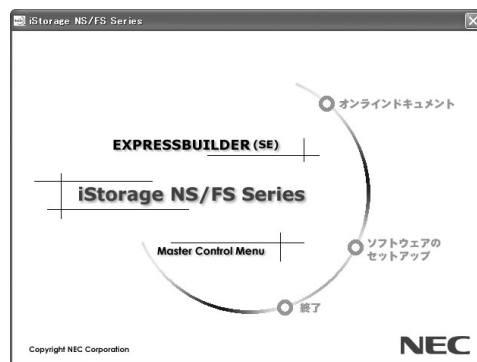 iStorage NS/FS Series
オンラインドキュメント
EXPRESSBUILDER (SE)
iStorage NS/FS Series
ソフトウェアの
セットアップ
Master Control Menu
終了
Copyright NEC Corporation
NEC